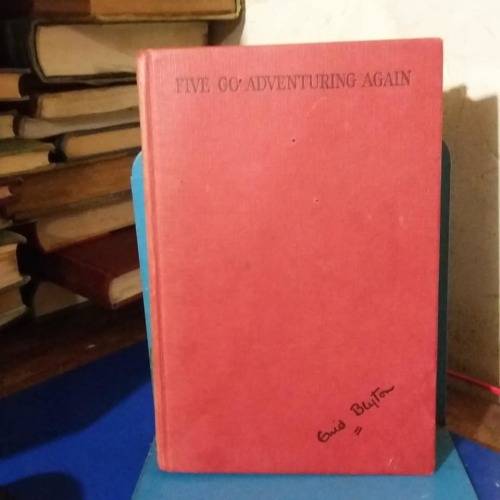 FIVE GO ADVENTURING AGAIN
Enid Blyton